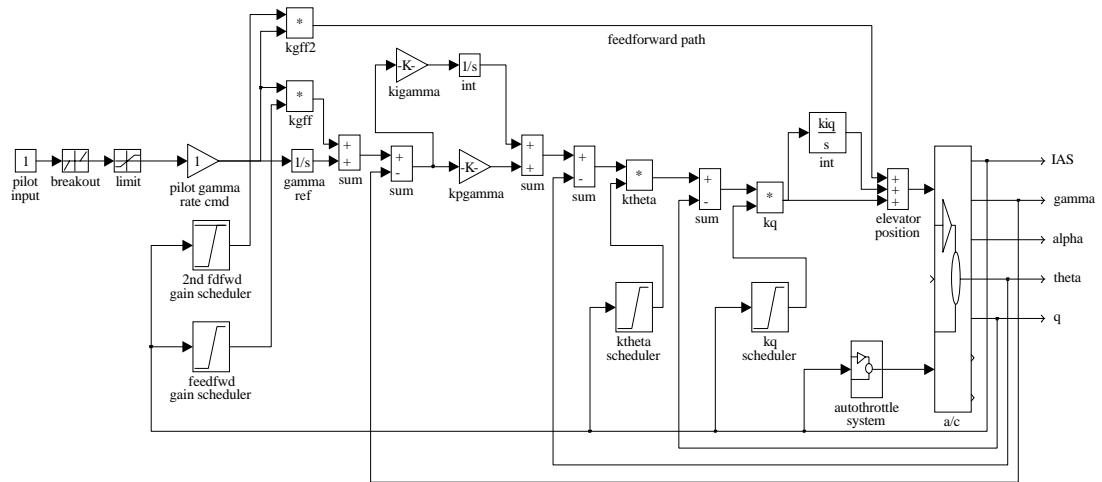 *
kgff2
feedforward path
-K-
kigamma
1/s
int
*
kgff
kiq
s
int
1
pilot
input
breakout
limit
1
pilot gamma
rate cmd
1/s
gamma
ref
+
+
sum
+
-
sum
-K-
kpgamma
+
+
sum
+
-
sum
*
ktheta
+
-
sum
*
kq
+
+
+
elevator
position
IAS
gamma
alpha
theta
q
2nd fdfwd
gain scheduler
feedfwd
gain scheduler
ktheta
scheduler
kq
scheduler
autothrottle
system
a/c